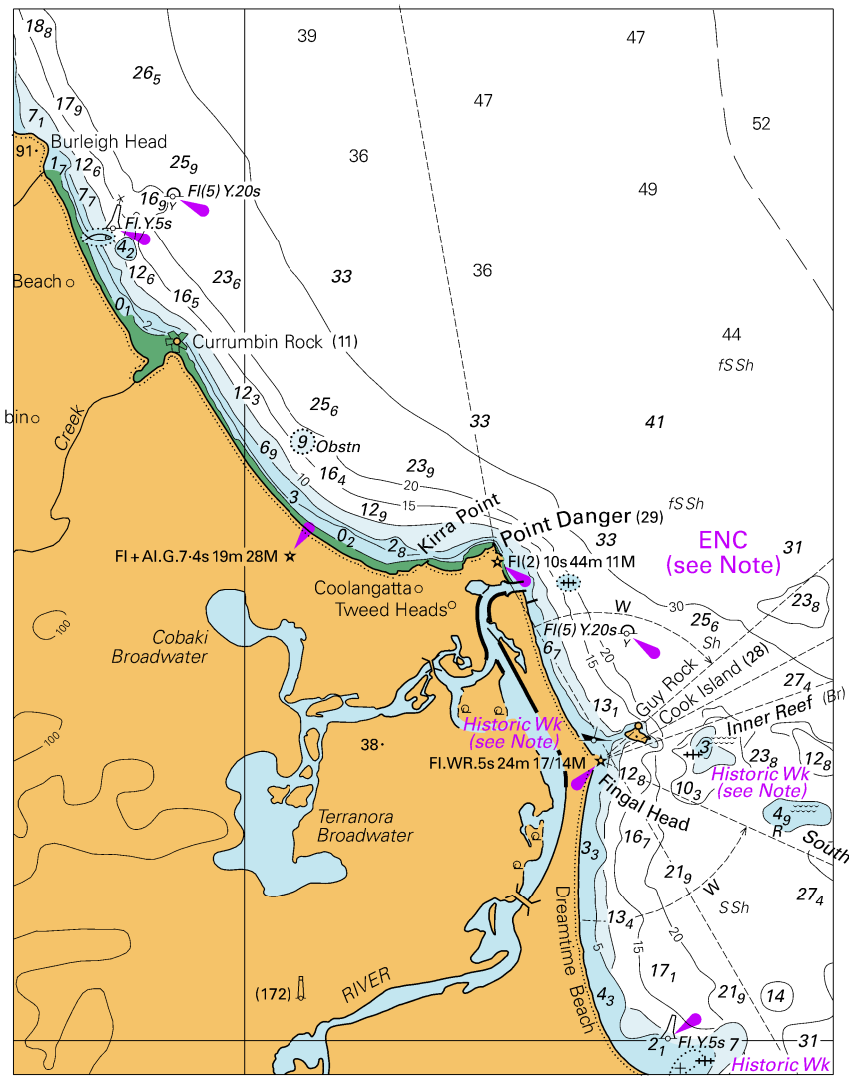 18₈
39
47
26₅
17₉
47
7₁
52
Burleigh Head
91
36
1₇
12₆
25₉
7₇
16₉
Fl(5) Y.20s
49
Fl.Y.5s
4₂
12₆
23₆
33
36
Beach
16₅
0₁
2
Currumbin Rock (11)
44
fS Sh
12₃
25₆
bin
33
41
Creek
6₉
9
Obstn
16₄
23₉
10
20
15
3
12₉
Kirra Point
fS Sh
0₂
2₈
Point Danger (29)
33
ENC
(see Note)
31
Fl + Al.G.7·4s 19m 28M
Fl(2) 10s 44m 11M
Coolangatta
Tweed Heads
W
30
23₈
100
Cobaki
Broadwater
Fl(5) Y.20s
25₆
Sh
6₇
15
20
Guy Rock
Cook Island (28)
27₄
13₁
Inner Reef (Br)
100
38
Historic Wk
(see Note)
3
23₈
12₈
Fl.WR.5s 24m 17/14M
12₈
10₃
Historic Wk
(see Note)
Fingal Head
Terranora
Broadwater
4₉
R
South
16₁
3₃
21₉
W
S Sh
27₄
13₄
Dreamtime Beach
5
15
20
17₁
(172)
RIVER
4₃
21₉
14
2₁
Fl.Y.5s
7
31
Historic Wk